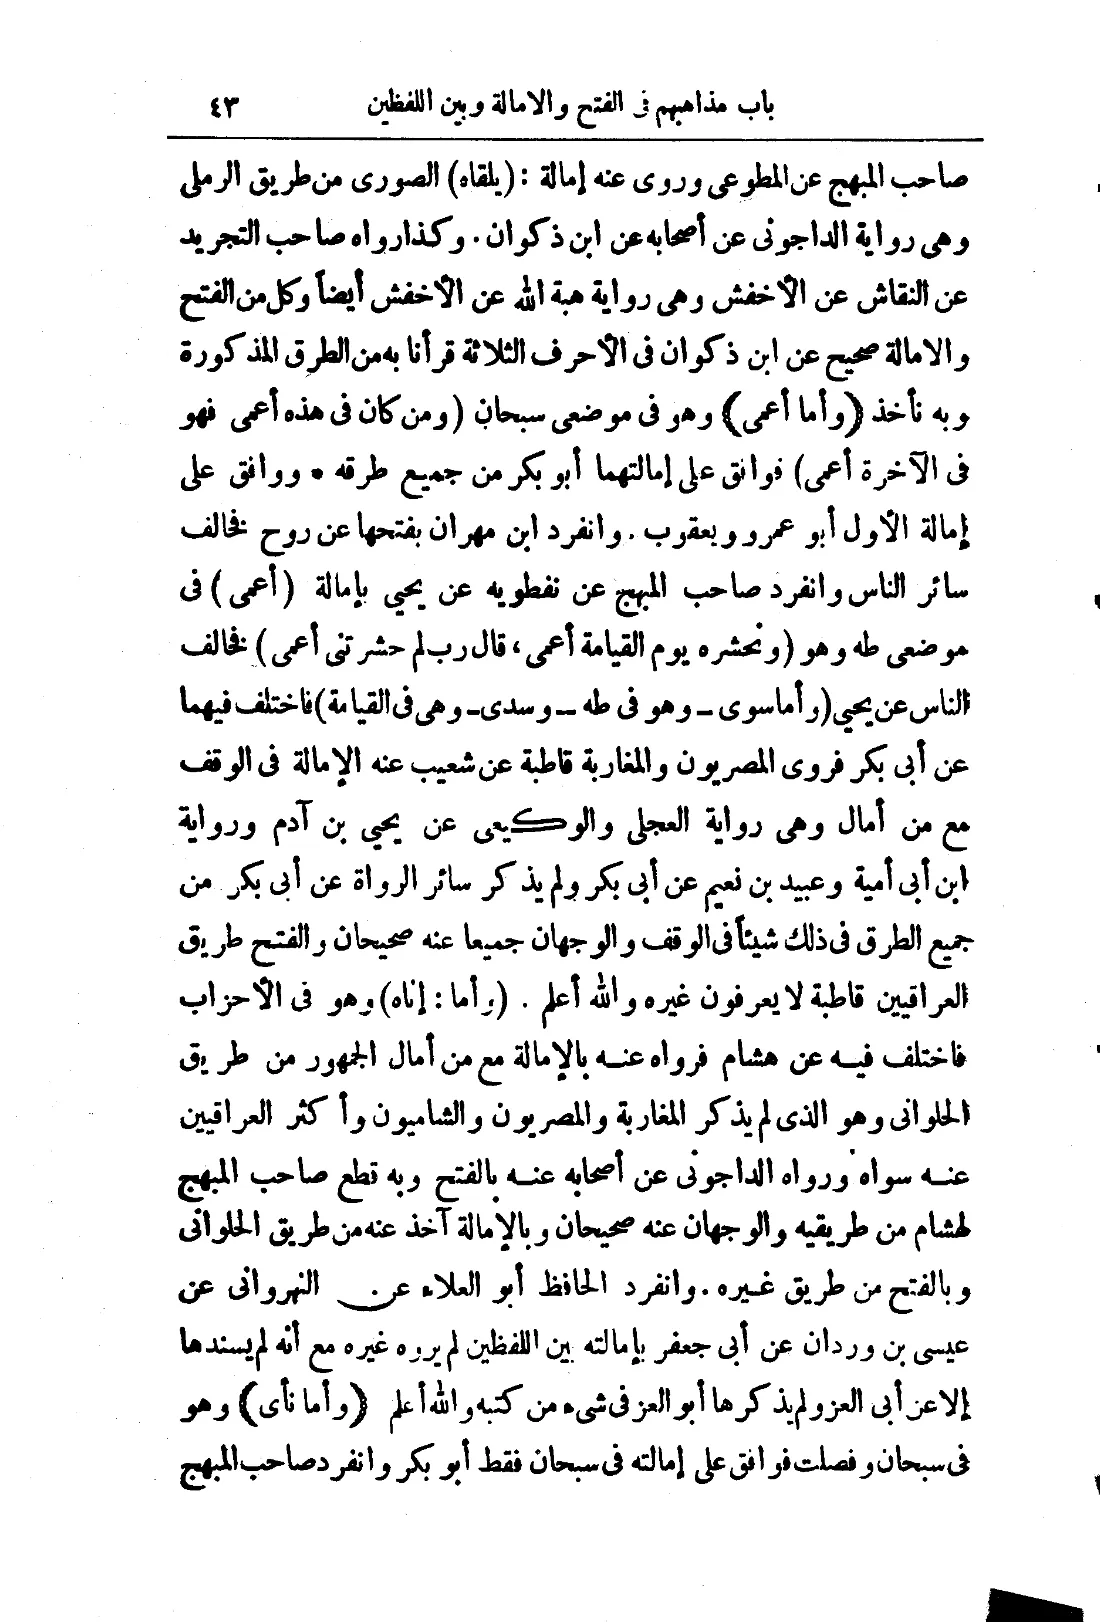 باب مذاهبهم فى الفتح والامالة وبين اللفظين ٤٣
صاحب المبهج عن المطوعى وروى عنه إمالة : (يلقاه) الصورى من طريق الرملى
وهى رواية الداجونى عن أصحابه عن ابن ذكوان . وكذا رواه صاحب التجريد
عن النقاش عن الأخفش وهى رواية هبة الله عن الأخفش أيضاً وكل من الفتح
والامالة صحيح عن ابن ذكوان فى الأحرف الثلاثة قرأنا به من الطرق المذكورة
وبه نأخذ (وأما أعمى) وهو فى موضعى سبحان (ومن كان فى هذه أعمى فهو
فى الآخرة أعمى) فوافق على إمالتهما أبو بكر من جميع طرقه * ووافق على
إمالة الأول أبو عمرو ويعقوب . وانفرد ابن مهران بفتحها عن روح فخالف
سائر الناس وانفرد صاحب المبهج عن نفطويه عن يحيى بإمالة (أعمى) فى
موضعى طه وهو (ونحشره يوم القيامة أعمى ، قال رب لم حشرتنى أعمى) فخالف
الناس عن يحيى (وأما سوى ــ وهو فى طه ــ وسدى ــ وهى فى القيامة) فاختلف فيهما
عن أبى بكر فروى المصريون والمغاربة قاطبة عن شعيب عنه الإمالة فى الوقف
مع من أمال وهى رواية العجلى والوكيعى عن يحيى بن آدم ورواية
ابن أبى أمية وعبيد بن نعيم عن أبى بكر ولم يذكر سائر الرواة عن أبى بكر من
جميع الطرق فى ذلك شيئاً فى الوقف والوجهان جميعا عنه صحيحان والفتح طريق
العراقيين قاطبة لا يعرفون غيره والله أعلم . (وأما : إناه) وهو فى الأحزاب
فاختلف فيه عن هشام فرواه عنه بالإمالة مع من أمال الجمهور من طريق
الحلوانى وهو الذى لم يذكر المغاربة والمصريون والشاميون وأكثر العراقيين
عنه سواه ورواه الداجونى عن أصحابه عنه بالفتح وبه قطع صاحب المبهج
لهشام من طريقيه والوجهان عنه صحيحان وبالإمالة آخذ عنه من طريق الحلوانى
وبالفتح من طريق غيره . وانفرد الحافظ أبو العلاء عن النهروانى عن
عيسى بن وردان عن أبى جعفر بإمالته بين اللفظين لم يروه غيره مع أنه لم يسندها
إلا عن أبى العز ولم يذكرها أبو العز فى شىء من كتبه والله أعلم (وأما نأى) وهو
فى سبحان وفصلت فوافق على إمالته فى سبحان فقط أبو بكر وانفرد صاحب المبهج